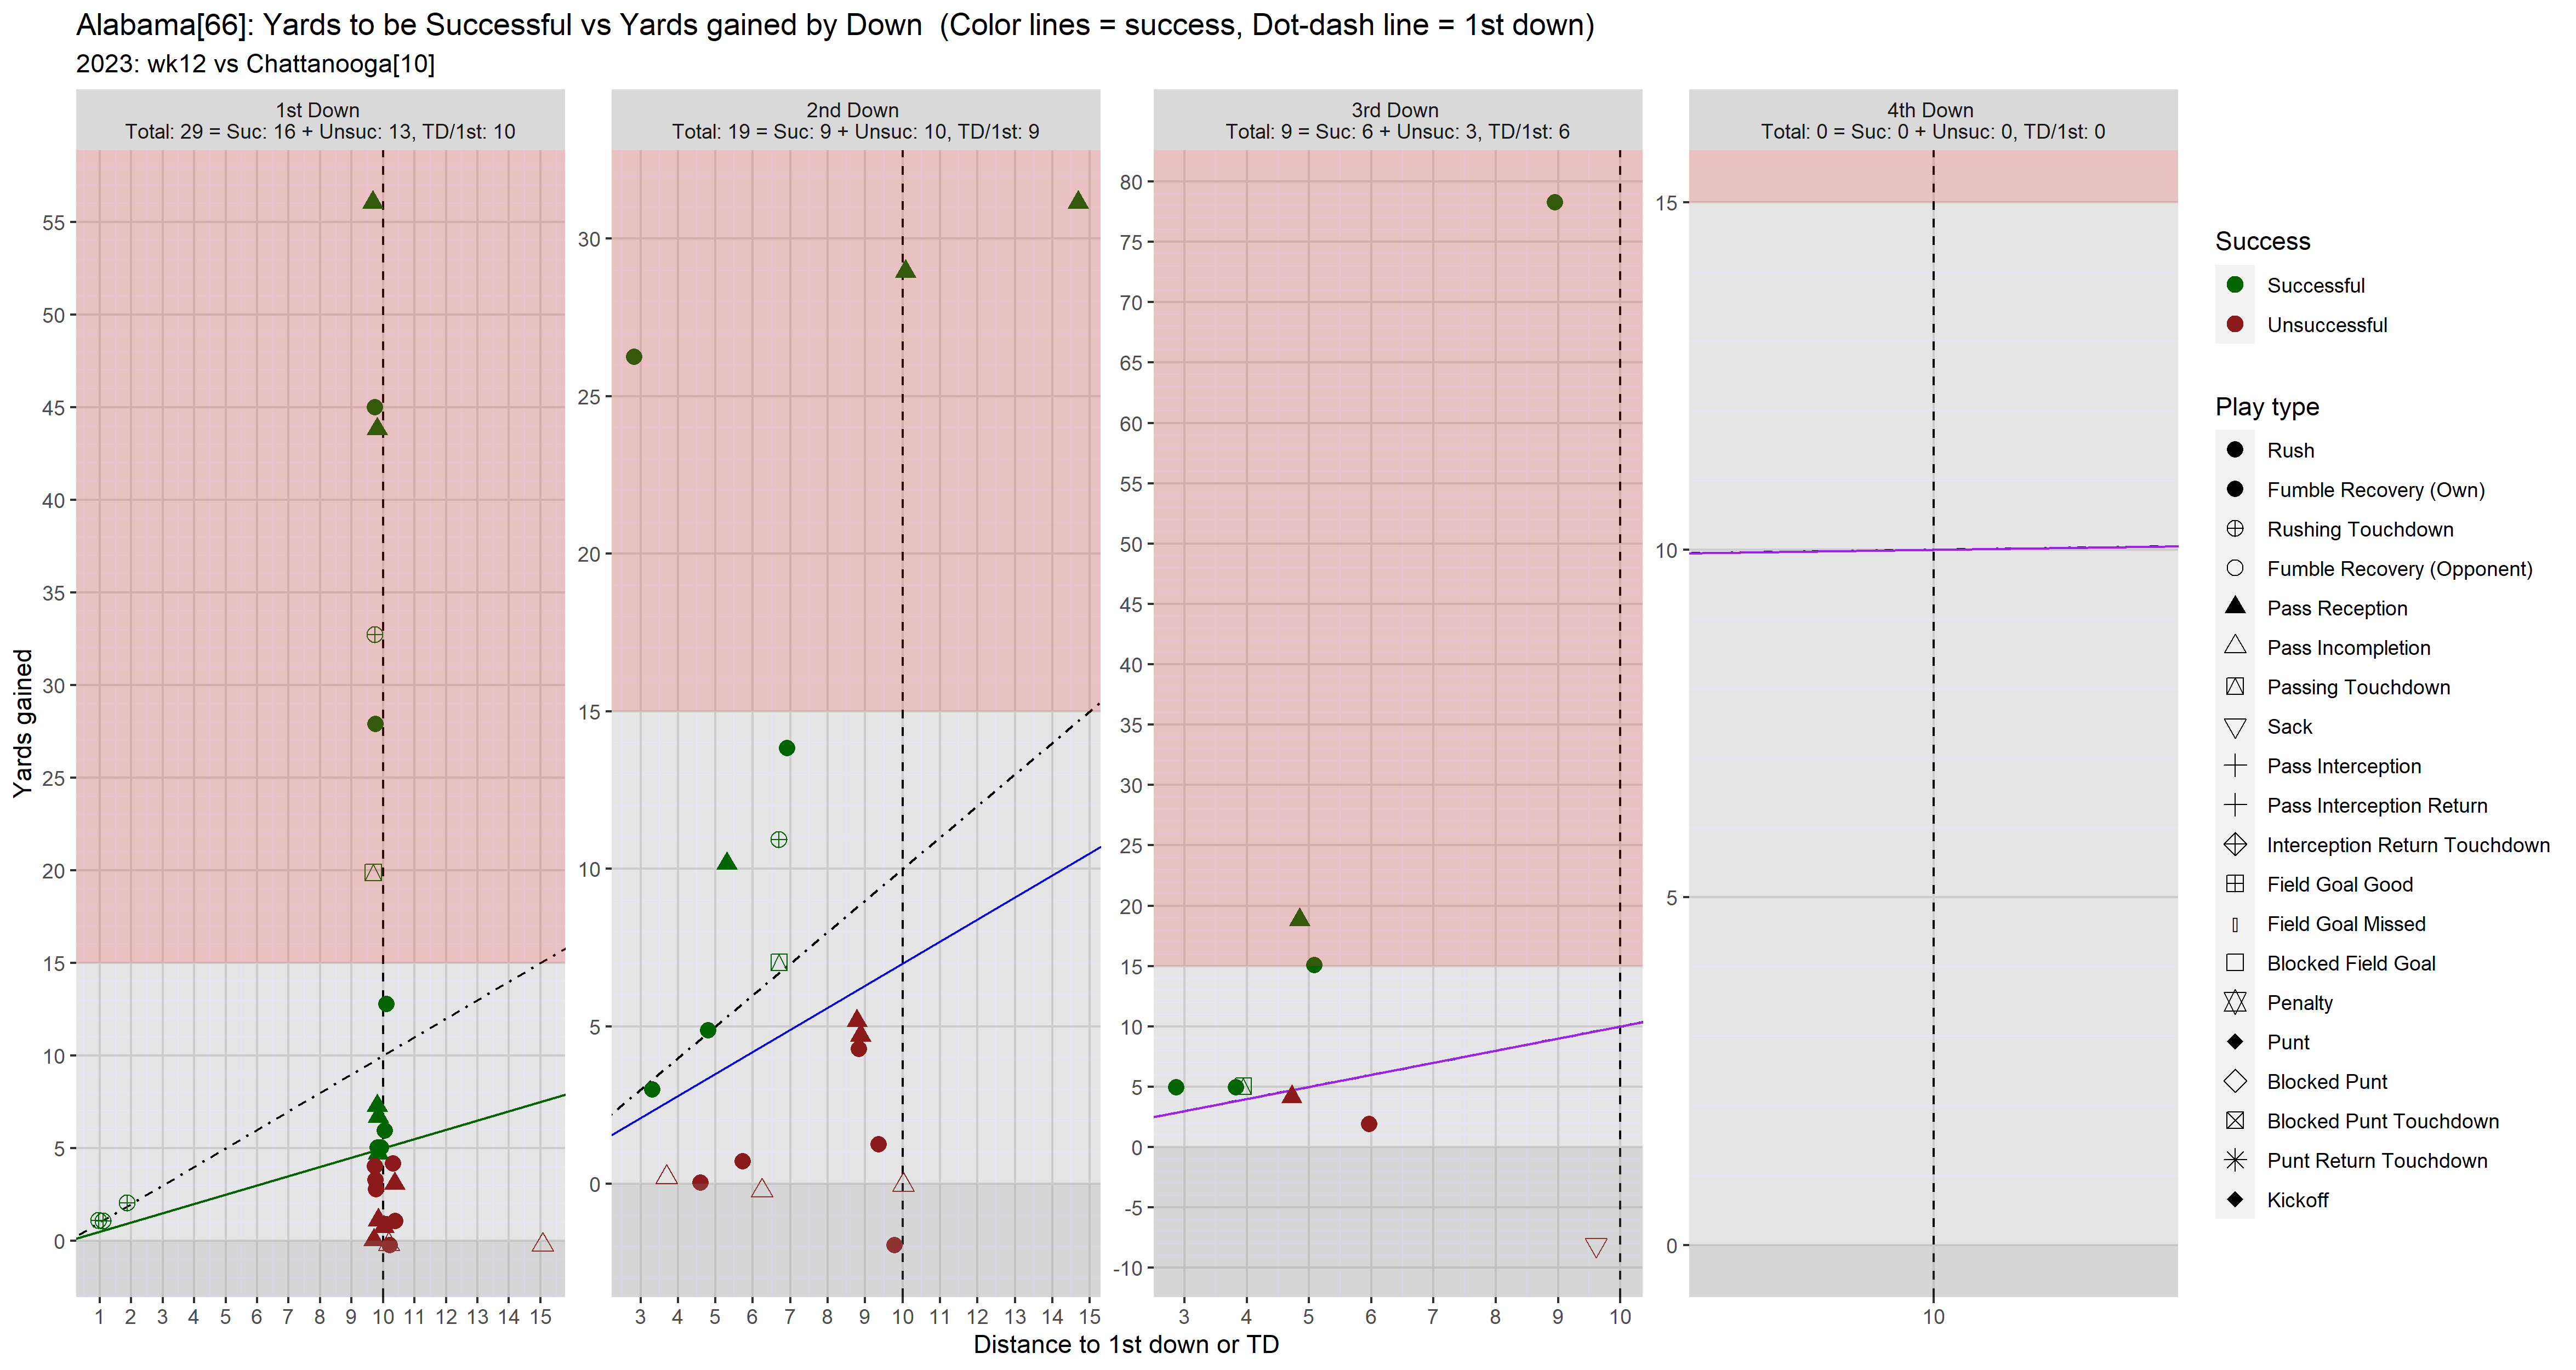 Alabama[66]: Yards to be Successful vs Yards gained by Down  (Color lines = success, Dot-dash line = 1st down)
2023: wk12 vs Chattanooga[10]
1st Down
Total: 29 = Suc: 16 + Unsuc: 13, TD/1st: 10
2nd Down
Total: 19 = Suc: 9 + Unsuc: 10, TD/1st: 9
3rd Down
Total: 9 = Suc: 6 + Unsuc: 3, TD/1st: 6
4th Down
Total: 0 = Suc: 0 + Unsuc: 0, TD/1st: 0
Yards gained
55
50
45
40
35
30
25
20
15
10
5
0
1 2 3 4 5 6 7 8 9 10 11 12 13 14 15
30
25
20
15
10
5
0
3 4 5 6 7 8 9 10 11 12 13 14 15
80
75
70
65
60
55
50
45
40
35
30
25
20
15
10
5
0
-5
-10
3 4 5 6 7 8 9 10
15
10
5
0
10
Distance to 1st down or TD
Success
Successful
Unsuccessful
Play type
Rush
Fumble Recovery (Own)
Rushing Touchdown
Fumble Recovery (Opponent)
Pass Reception
Pass Incompletion
Passing Touchdown
Sack
Pass Interception
Pass Interception Return
Interception Return Touchdown
Field Goal Good
Field Goal Missed
Blocked Field Goal
Penalty
Punt
Blocked Punt
Blocked Punt Touchdown
Punt Return Touchdown
Kickoff